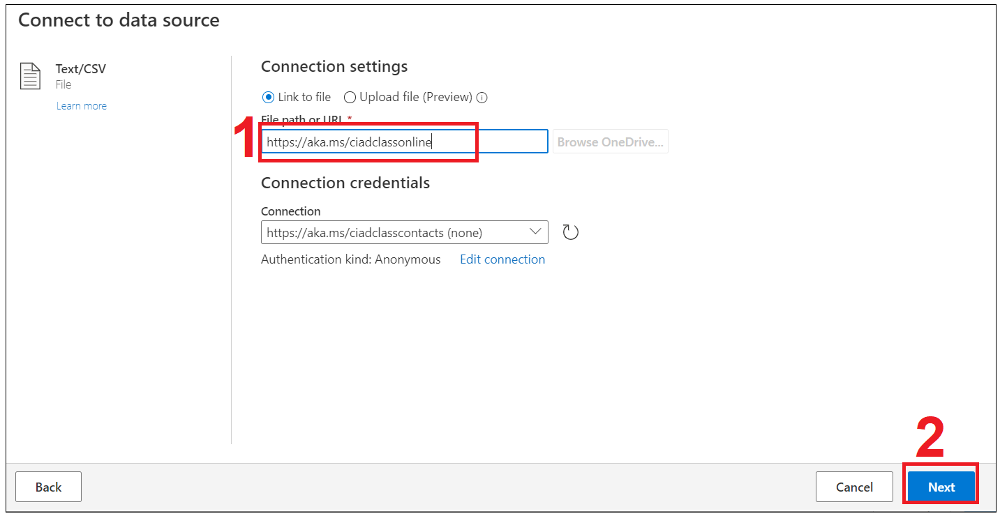 Connect to data source
Text/CSV
File
Learn more
Connection settings
Link to file Upload file (Preview)
File path or URL *
1
https://aka.ms/ciadclassonline
Browse OneDrive...
Connection credentials
Connection
https://aka.ms/ciadclasscontacts (none)
Authentication kind: Anonymous Edit connection
2
Back Cancel Next